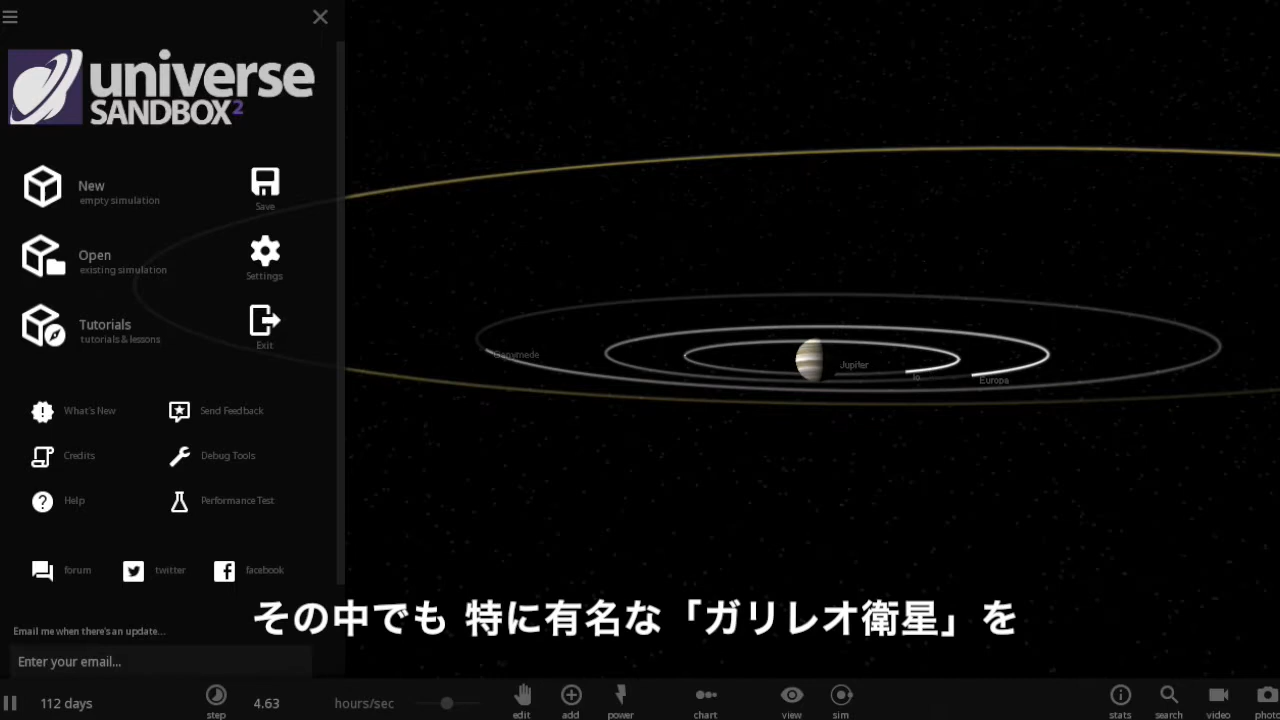 universe
SANDBOX²
New
empty simulation
Save
Open
existing simulation
Settings
Tutorials
tutorials & lessons
Exit
What's New
Send Feedback
Credits
Debug Tools
Help
Performance Test
forum
twitter
facebook
Email me when there's an update...
Enter your email...
Ganymede
Jupiter
Io
Europa
その中でも 特に有名な「ガリレオ衛星」を
112 days
step
4.63
hours/sec
edit
add
power
chart
view
sim
stats
search
video
photo